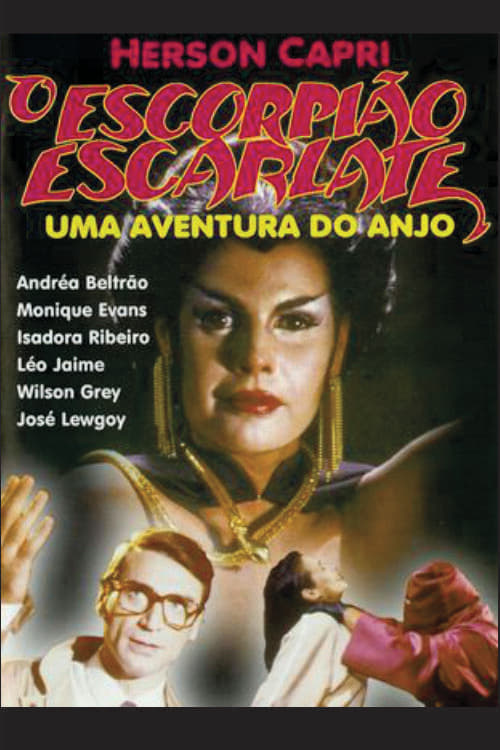 HERSON CAPRI
O ESCORPIÃO
ESCARLATE
UMA AVENTURA DO ANJO
Andréa Beltrão
Monique Evans
Isadora Ribeiro
Léo Jaime
Wilson Grey
José Lewgoy